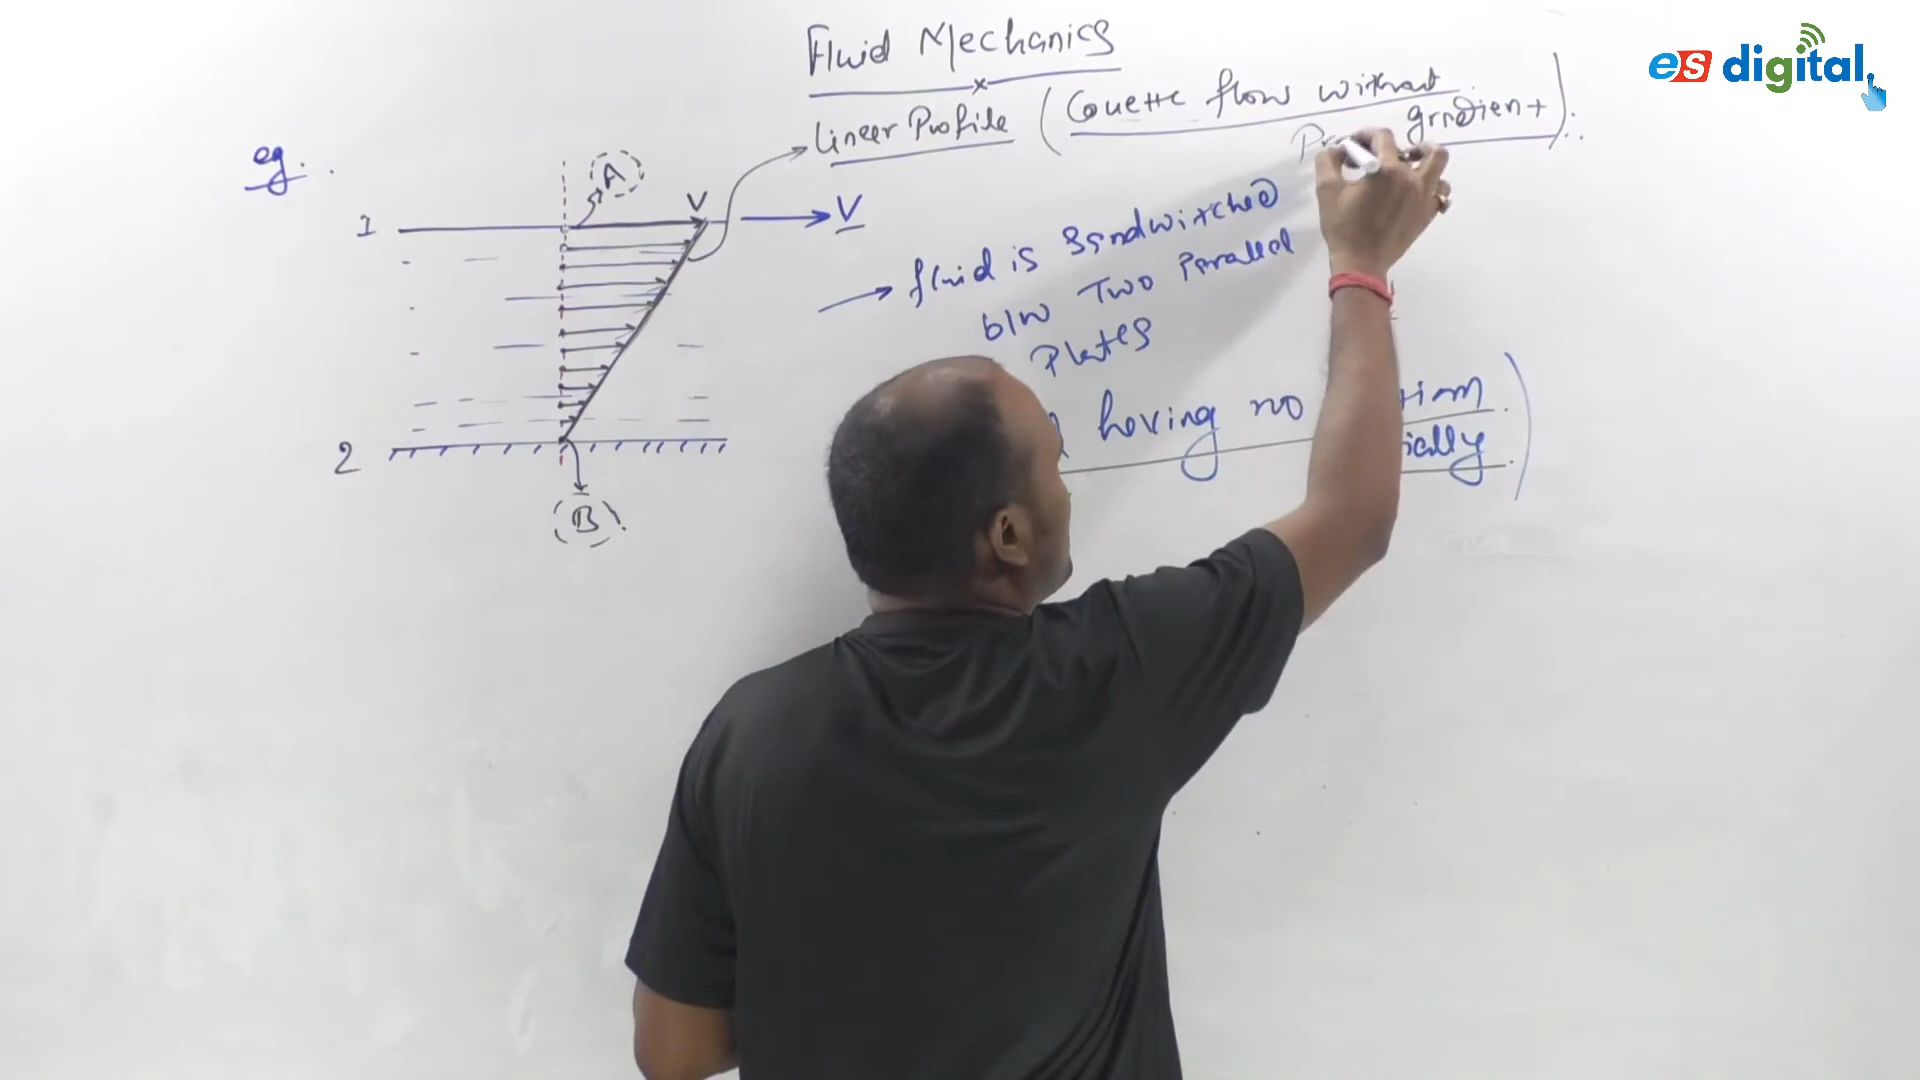 Fluid Mechanics
Linear Profile (Couette flow without
gradient)
eg.
A
1
V
V
→ fluid is sandwitched
b/w Two Parallel
Plates
having no
ically)
2
B
es digital